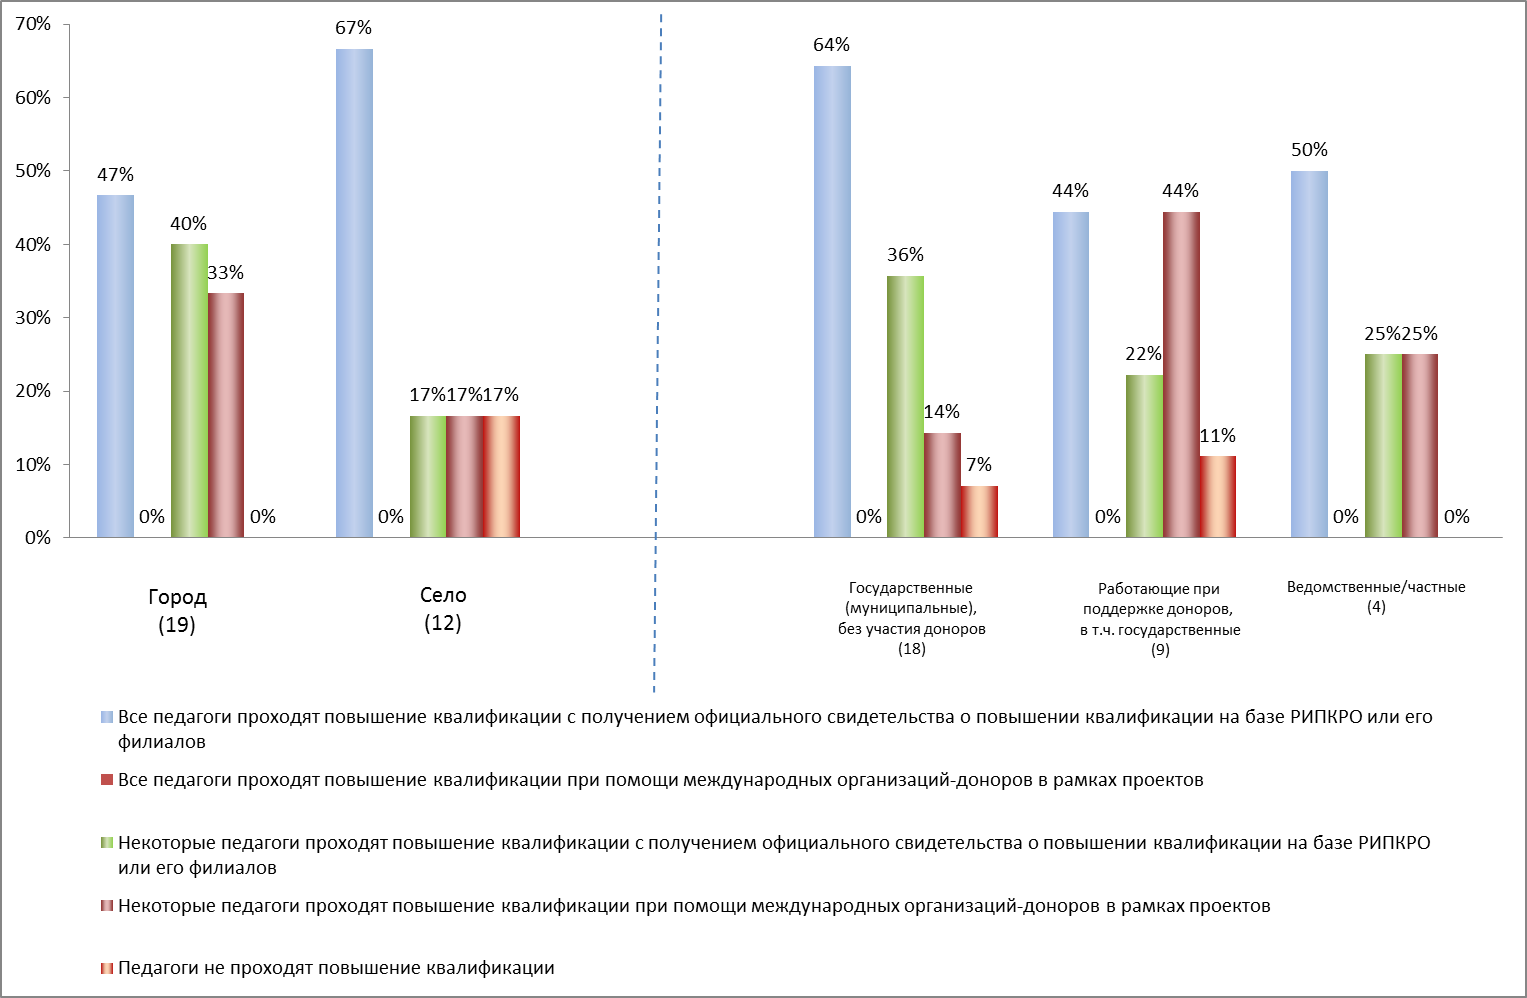 70%
60%
50%
40%
30%
20%
10%
0%
47%
0%
40%
33%
0%
67%
0%
17%
17%
17%
64%
0%
36%
14%
7%
44%
0%
22%
44%
11%
50%
0%
25%
25%
0%
Город
(19)
Село
(12)
Государственные
(муниципальные),
без участия доноров
(18)
Работающие при
поддержке доноров,
в т.ч. государственные
(9)
Ведомственные/частные
(4)
Все педагоги проходят повышение квалификации с получением официального свидетельства о повышении квалификации на базе РИПКРО или его
филиалов
Все педагоги проходят повышение квалификации при помощи международных организаций-доноров в рамках проектов
Некоторые педагоги проходят повышение квалификации с получением официального свидетельства о повышении квалификации на базе РИПКРО
или его филиалов
Некоторые педагоги проходят повышение квалификации при помощи международных организаций-доноров в рамках проектов
Педагоги не проходят повышение квалификации